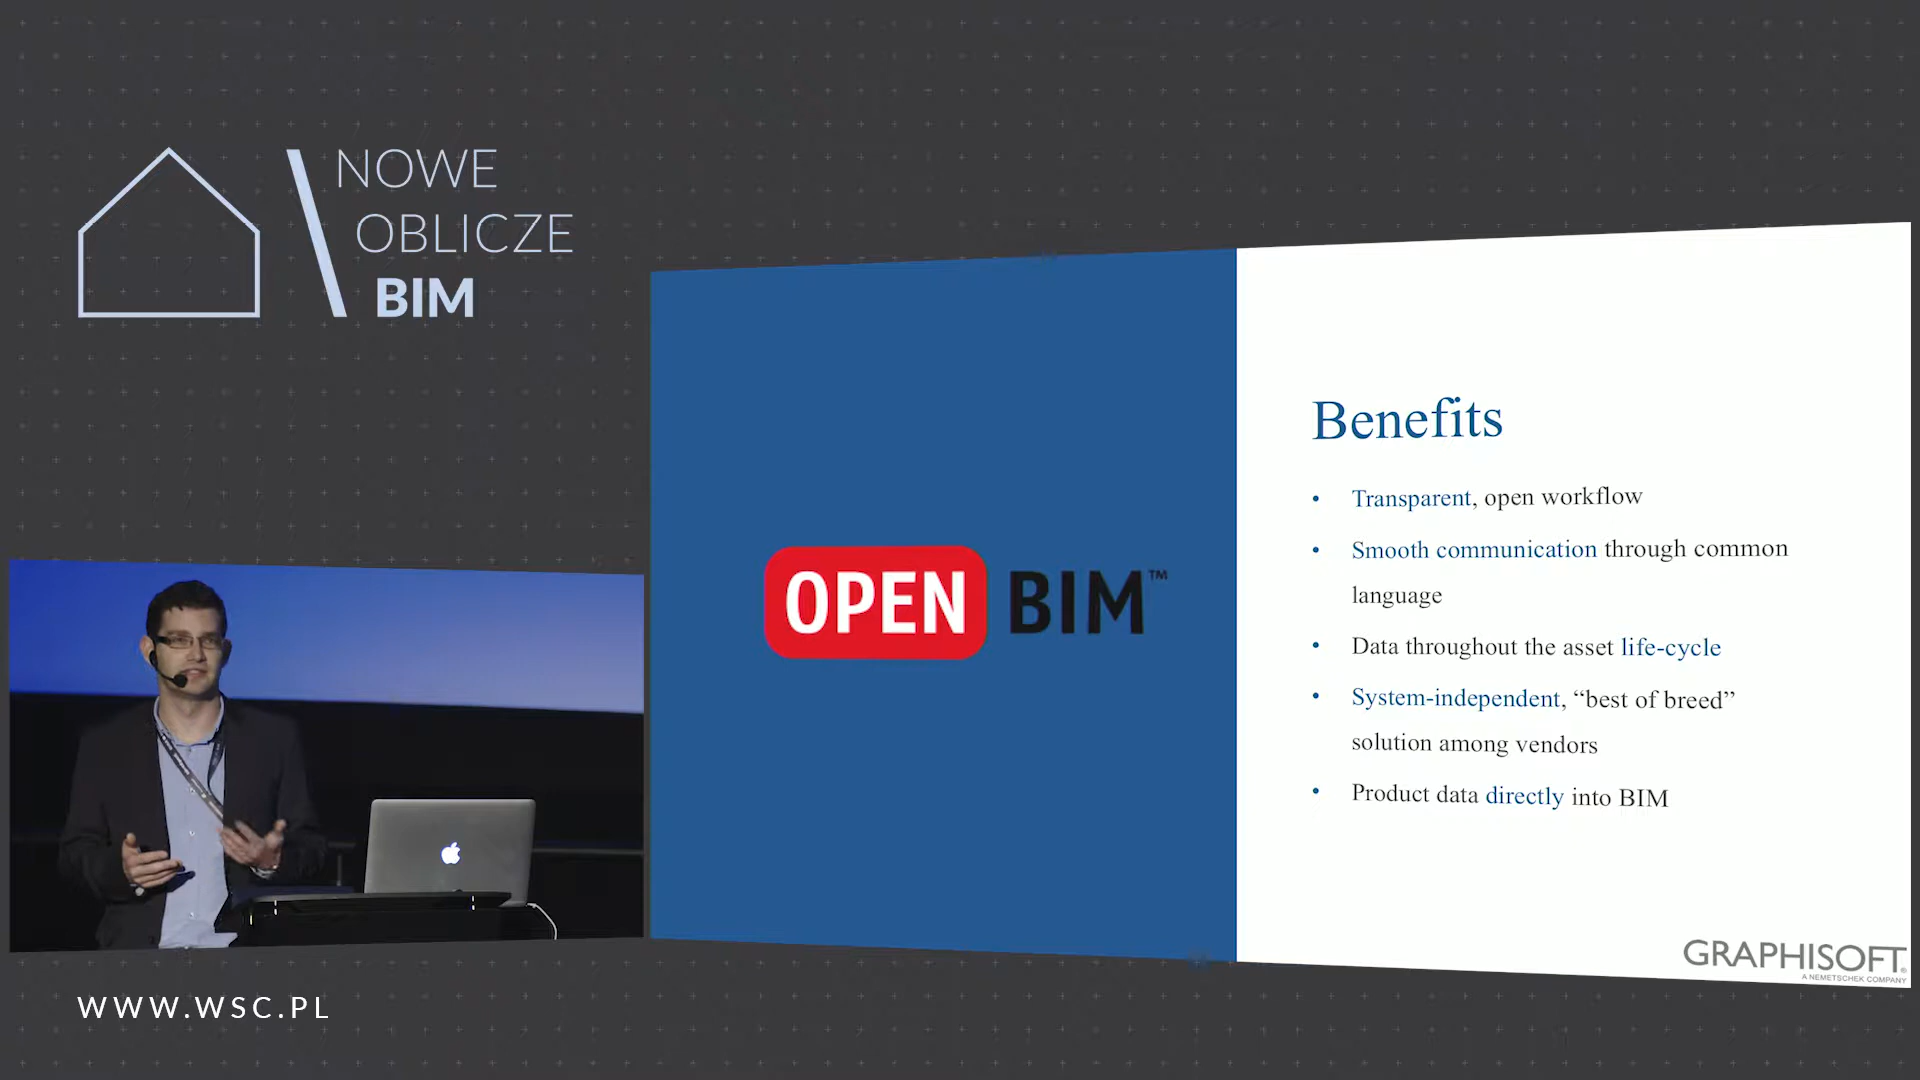 NOWE
OBLICZE
BIM
OPEN BIM™
Benefits
• Transparent, open workflow
• Smooth communication through common
language
• Data throughout the asset life-cycle
• System-independent, “best of breed”
solution among vendors
• Product data directly into BIM
GRAPHISOFT®
A NEMETSCHEK COMPANY
WWW.WSC.PL